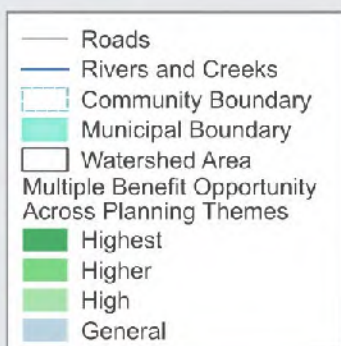 Roads
Rivers and Creeks
Community Boundary
Municipal Boundary
Watershed Area
Multiple Benefit Opportunity
Across Planning Themes
Highest
Higher
High
General